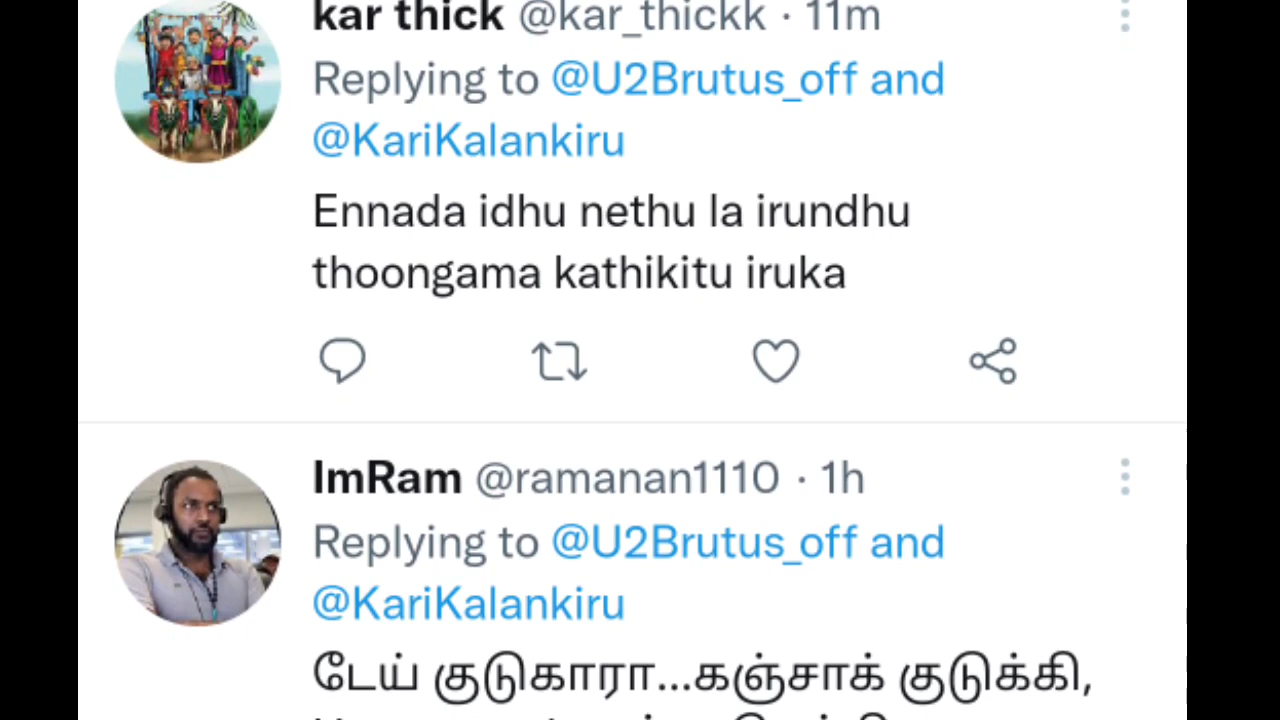 kar thick @kar_thickk · 11m
Replying to @U2Brutus_off and
@KariKalankiru
Ennada idhu nethu la irundhu
thoongama kathikitu iruka
ImRam @ramanan1110 · 1h
Replying to @U2Brutus_off and
@KariKalankiru
டேய் குடுகாரா...கஞ்சாக் குடுக்கி,